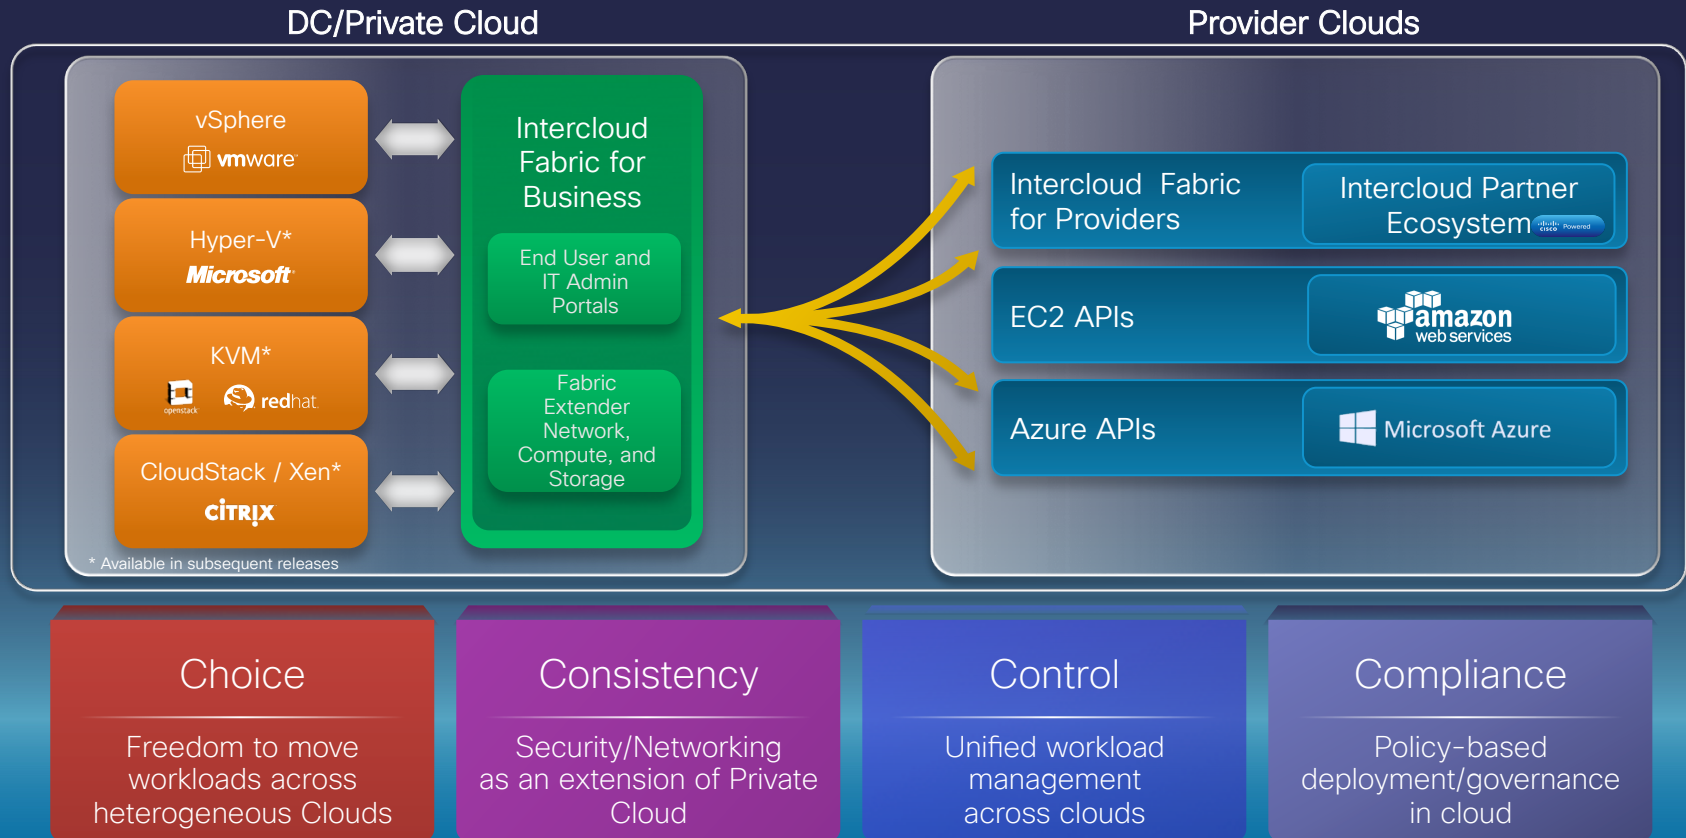 DC/Private Cloud
Provider Clouds
vSphere
vmware
Hyper-V*
Microsoft
KVM*
openstack
redhat.
CloudStack / Xen*
CİTRIX
* Available in subsequent releases
Intercloud
Fabric for
Business
End User and
IT Admin
Portals
Fabric
Extender
Network,
Compute, and
Storage
Intercloud Fabric
for Providers
Intercloud Partner
Ecosystem
CISCO Powered
EC2 APIs
amazon
web services
Azure APIs
Microsoft Azure
Choice
Freedom to move
workloads across
heterogeneous Clouds
Consistency
Security/Networking
as an extension of Private
Cloud
Control
Unified workload
management
across clouds
Compliance
Policy-based
deployment/governance
in cloud